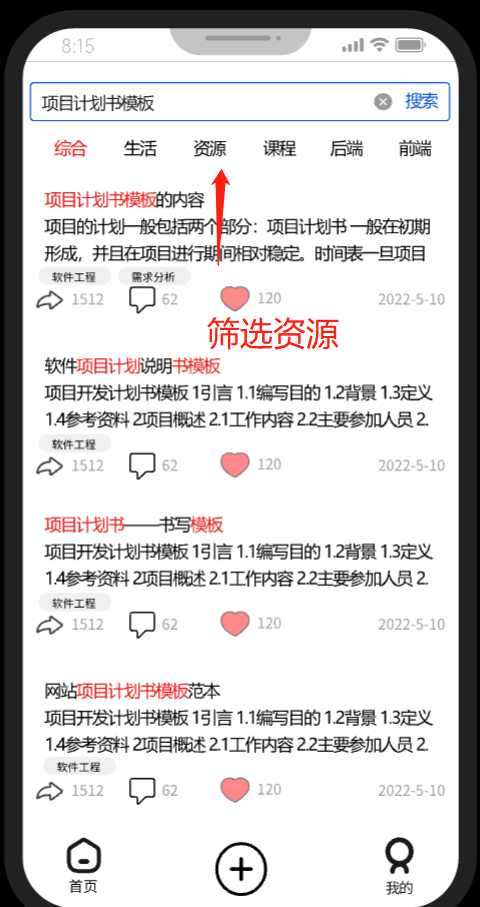 8:15
项目计划书模板 搜索
综合 生活 资源 课程 后端 前端
项目计划书模板的内容
项目的计划一般包括两个部分：项目计划书 一般在初期
形成，并且在项目进行期间相对稳定。时间表一旦项目
软件工程 需求分析
1512 62 120 2022-5-10
筛选资源
软件项目计划说明书模板
项目开发计划书模板 1引言 1.1编写目的 1.2背景 1.3定义
1.4参考资料 2项目概述 2.1工作内容 2.2主要参加人员 2.
软件工程
1512 62 120 2022-5-10
项目计划书——书写模板
项目开发计划书模板 1引言 1.1编写目的 1.2背景 1.3定义
1.4参考资料 2项目概述 2.1工作内容 2.2主要参加人员 2.
软件工程
1512 62 120 2022-5-10
网站项目计划书模板范本
项目开发计划书模板 1引言 1.1编写目的 1.2背景 1.3定义
1.4参考资料 2项目概述 2.1工作内容 2.2主要参加人员 2.
软件工程
1512 62 120 2022-5-10
首页 我的